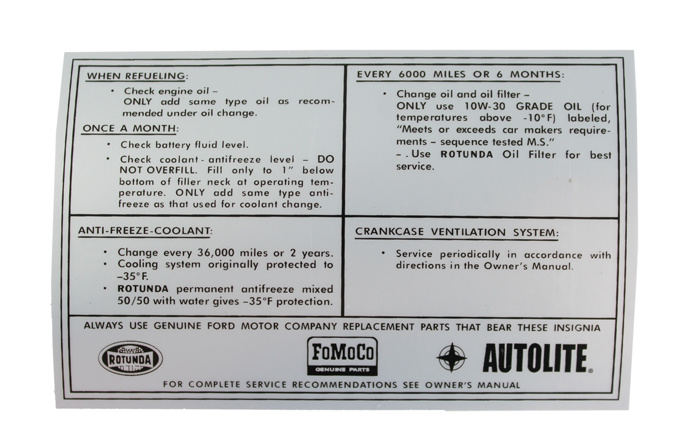 WHEN REFUELING:
• Check engine oil –
ONLY add same type oil as recom-
mended under oil change.
ONCE A MONTH:
• Check battery fluid level.
• Check coolant - antifreeze level – DO
NOT OVERFILL. Fill only to 1" below
bottom of filler neck at operating tem-
perature. ONLY add same type anti-
freeze as that used for coolant change.
EVERY 6000 MILES OR 6 MONTHS:
• Change oil and oil filter –
ONLY use 10W-30 GRADE OIL (for
temperatures above -10°F) labeled,
"Meets or exceeds car makers require-
ments – sequence tested M.S."
– . Use ROTUNDA Oil Filter for best
service.
ANTI-FREEZE-COOLANT:
• Change every 36,000 miles or 2 years.
• Cooling system originally protected to
–35°F.
• ROTUNDA permanent antifreeze mixed
50/50 with water gives –35°F protection.
CRANKCASE VENTILATION SYSTEM:
• Service periodically in accordance with
directions in the Owner's Manual.
ALWAYS USE GENUINE FORD MOTOR COMPANY REPLACEMENT PARTS THAT BEAR THESE INSIGNIA
ROTUNDA
FoMoCo
GENUINE PARTS
AUTOLITE®
FOR COMPLETE SERVICE RECOMMENDATIONS SEE OWNER'S MANUAL